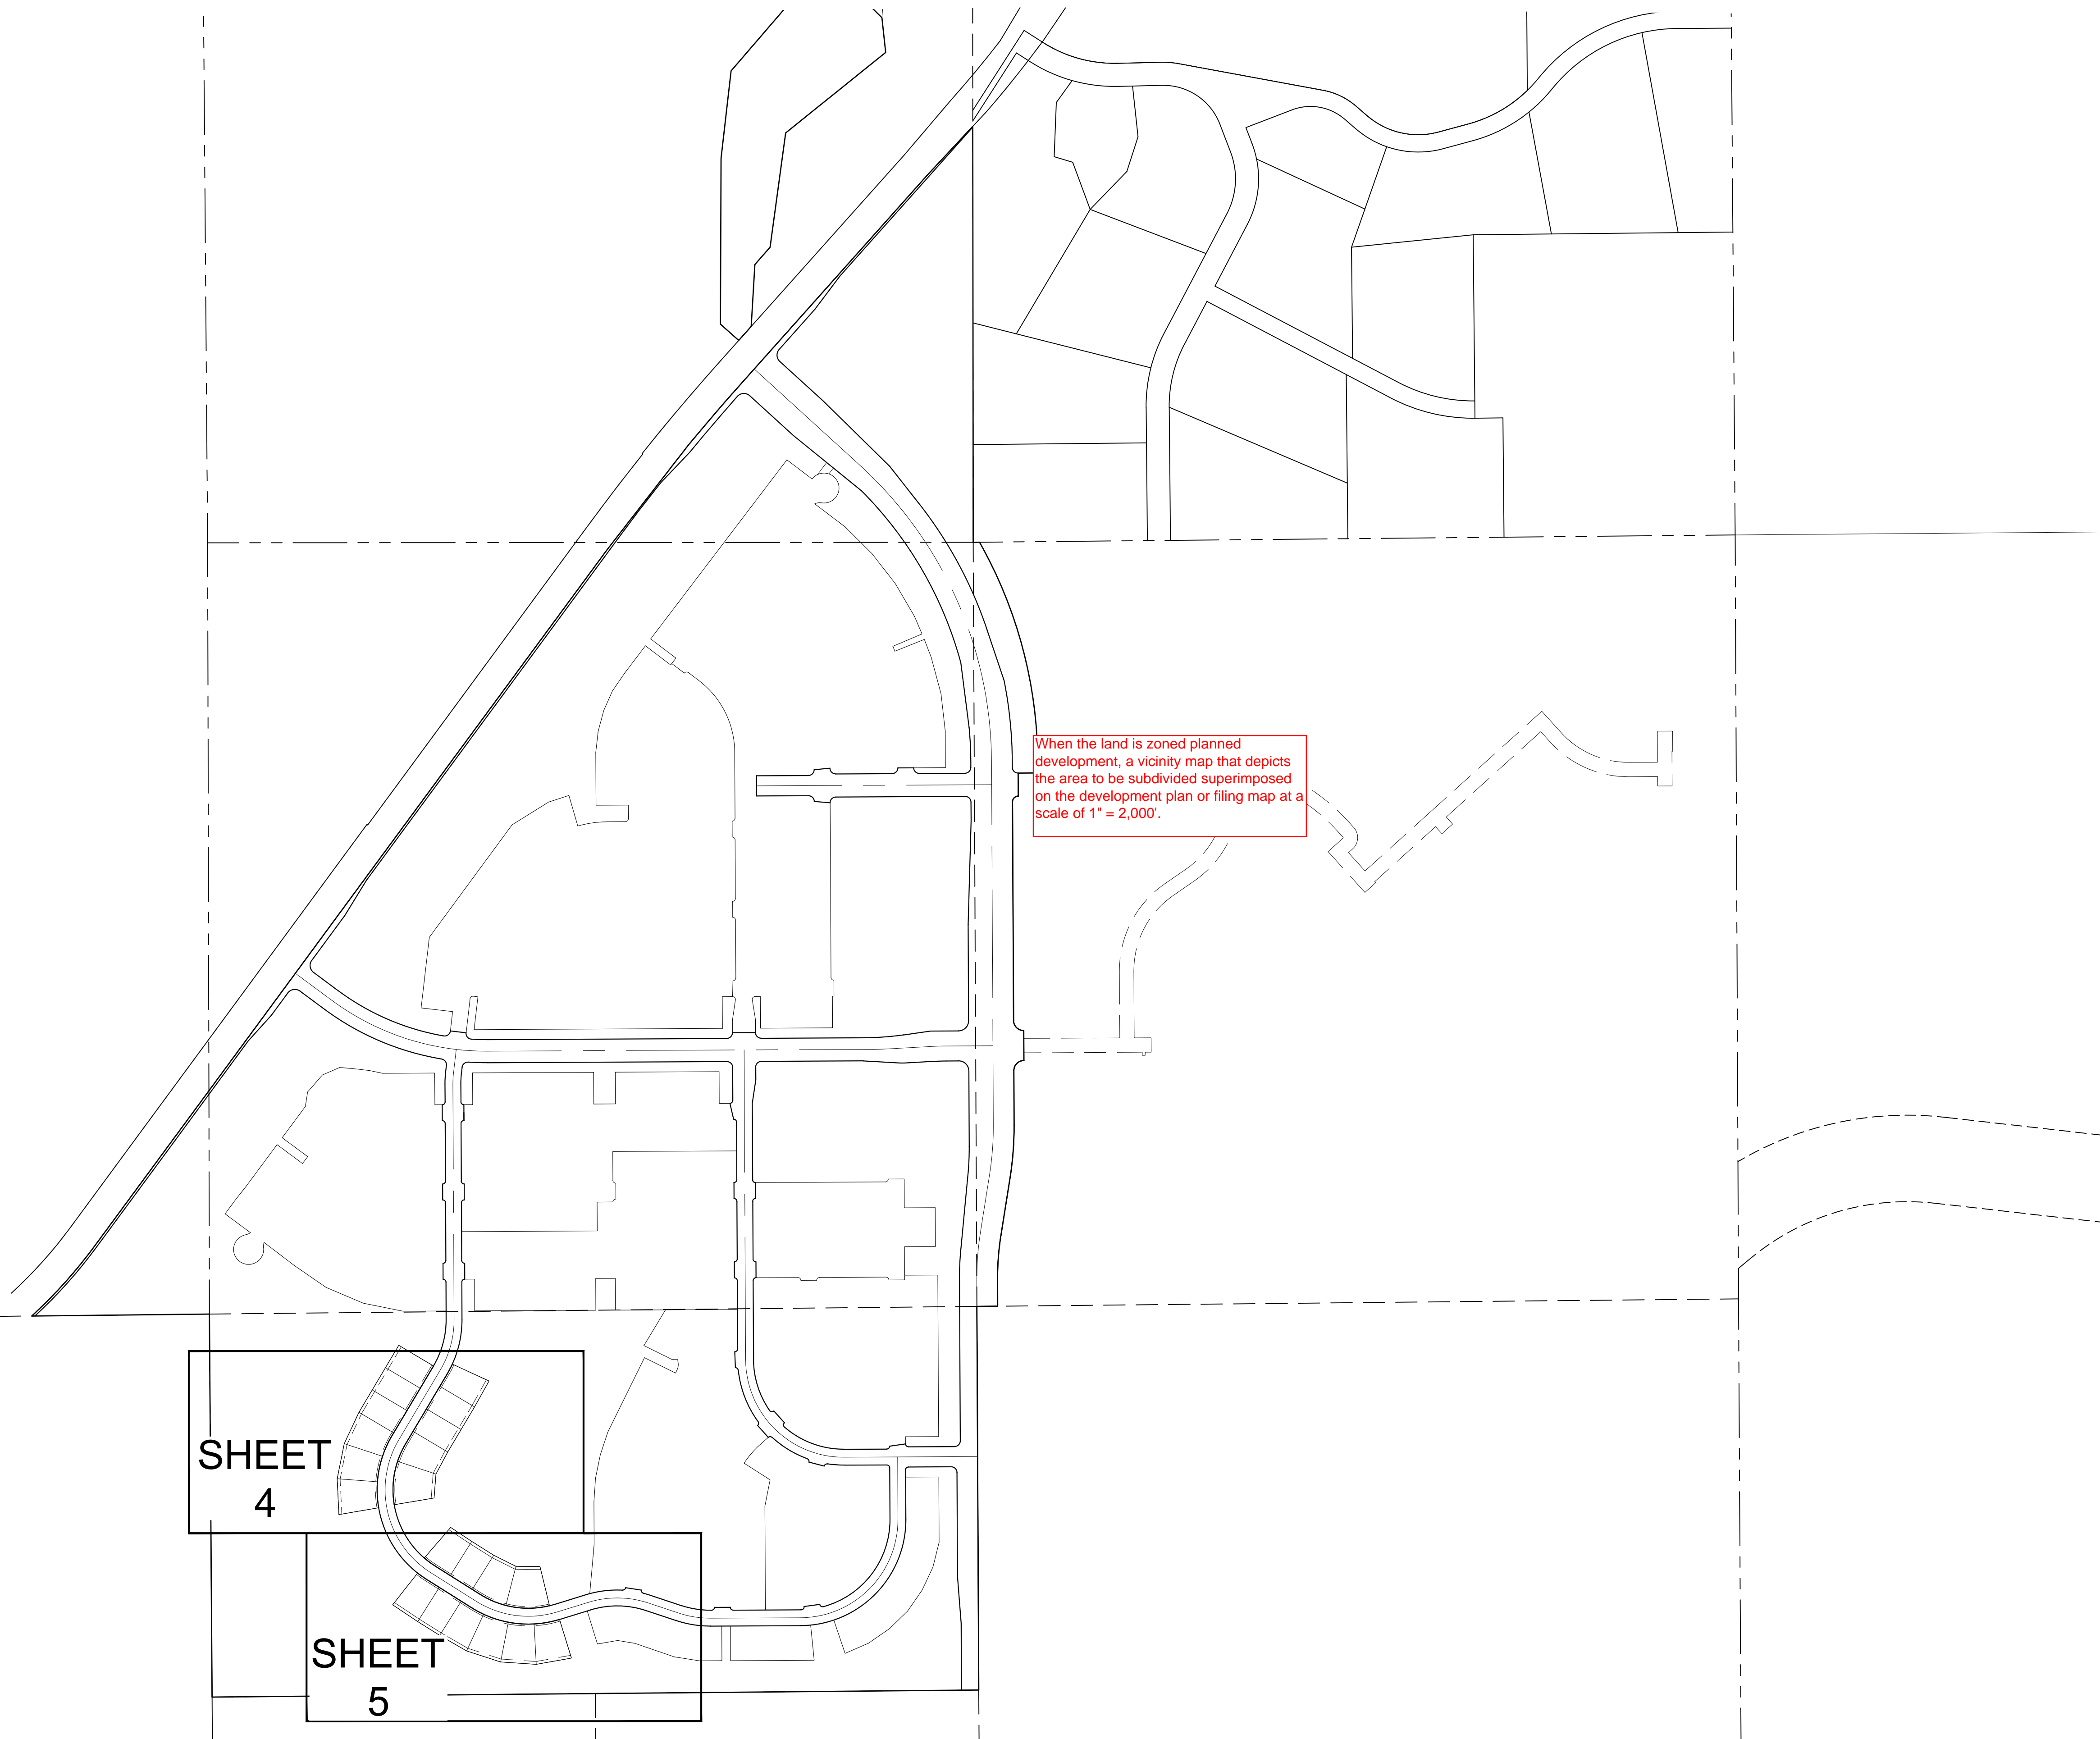 When the land is zoned planned
development, a vicinity map that depicts
the area to be subdivided superimposed
on the development plan or filing map at a
scale of 1" = 2,000'.
SHEET
4
SHEET
5